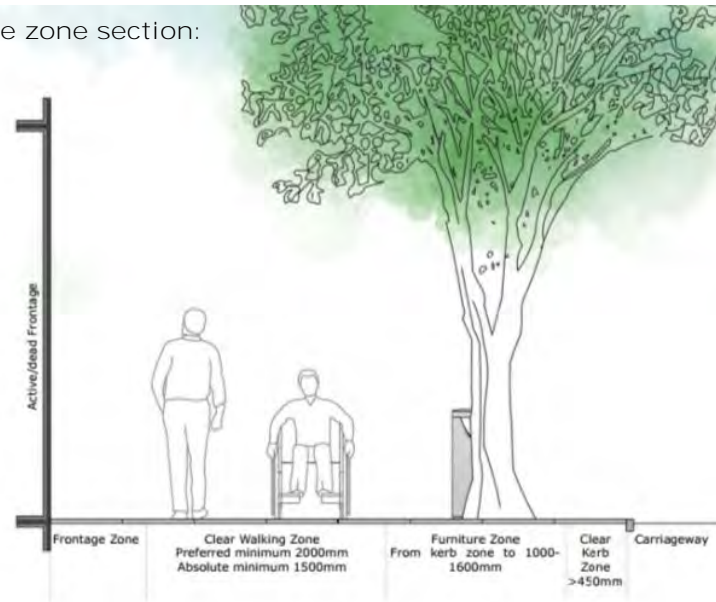 e zone section:
Active/dead Frontage
Frontage Zone
Clear Walking Zone
Preferred minimum 2000mm
Absolute minimum 1500mm
Furniture Zone
From kerb zone to 1000-
1600mm
Clear
Kerb
Zone
>450mm
Carriageway